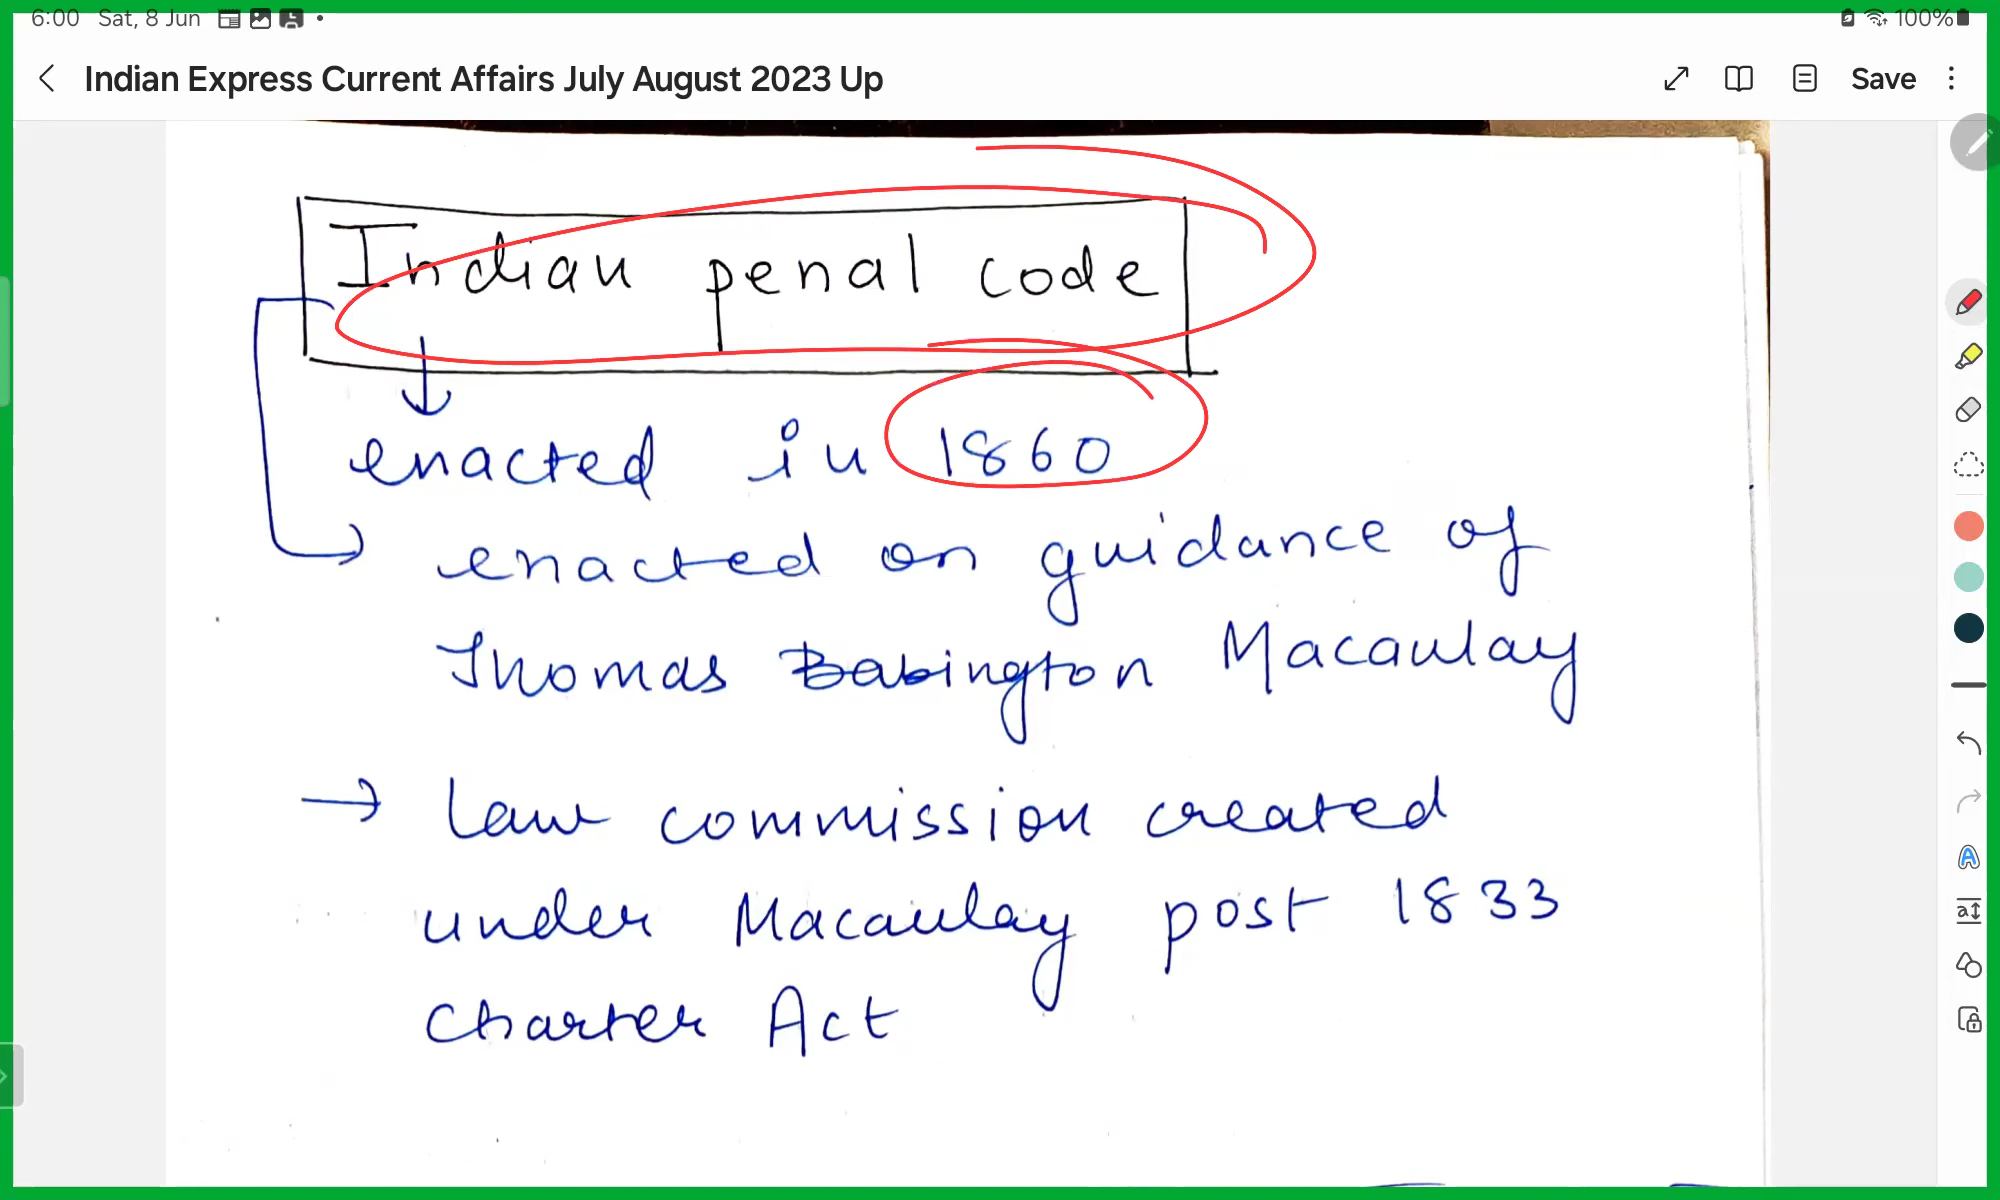 6:00 Sat, 8 Jun
100%
Indian Express Current Affairs July August 2023 Up
Save
Indian penal code
enacted in 1860
enacted on guidance of
Thomas Babington Macaulay
→ Law commission created
under Macaulay post 1833
Charter Act